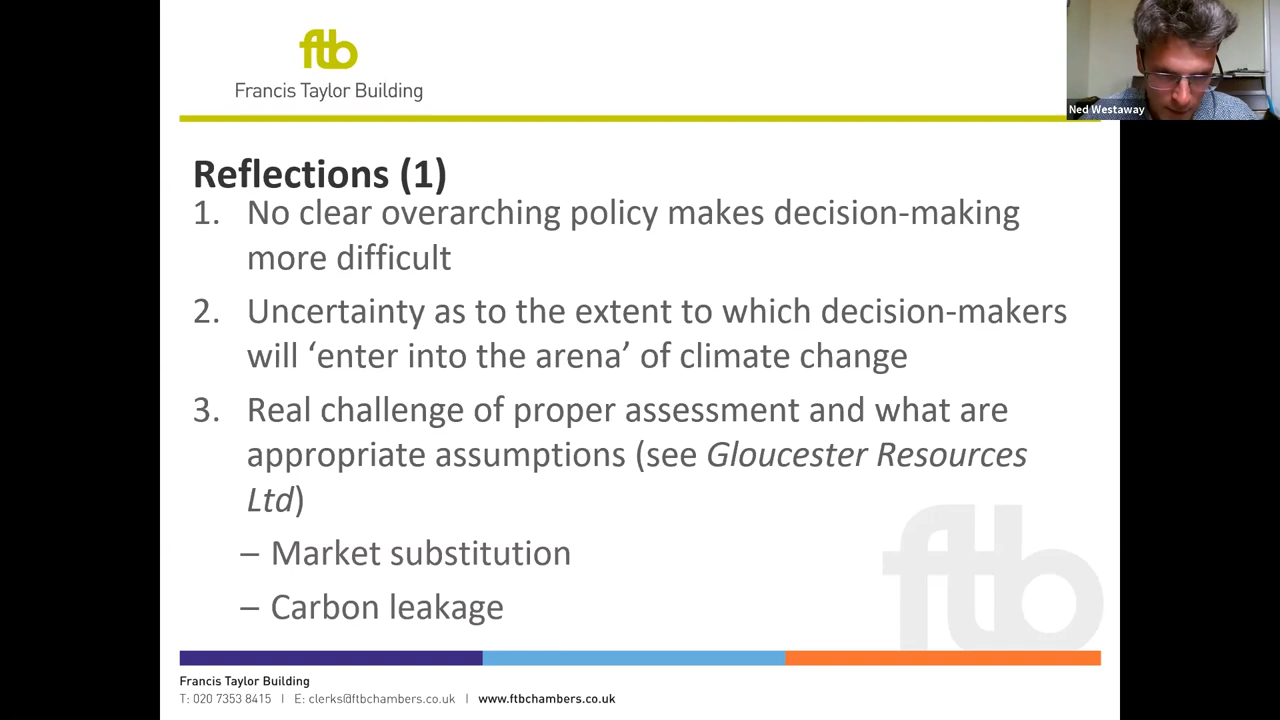 ftb
Francis Taylor Building
Ned Westaway
Reflections (1)
1. No clear overarching policy makes decision-making
more difficult
2. Uncertainty as to the extent to which decision-makers
will ‘enter into the arena’ of climate change
3. Real challenge of proper assessment and what are
appropriate assumptions (see Gloucester Resources
Ltd)
– Market substitution
– Carbon leakage
ftb
Francis Taylor Building
T: 020 7353 8415 | E: clerks@ftbchambers.co.uk | www.ftbchambers.co.uk